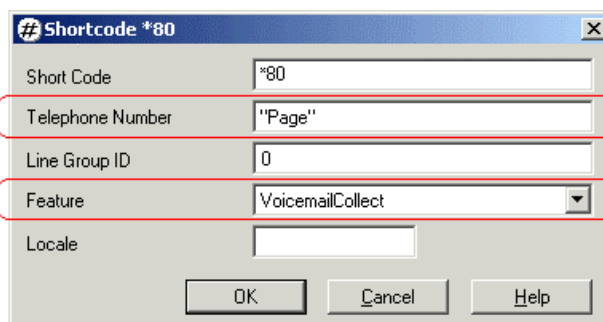 Shortcode *80
Short Code *80
Telephone Number "Page"
Line Group ID 0
Feature VoicemailCollect
Locale
OK Cancel Help